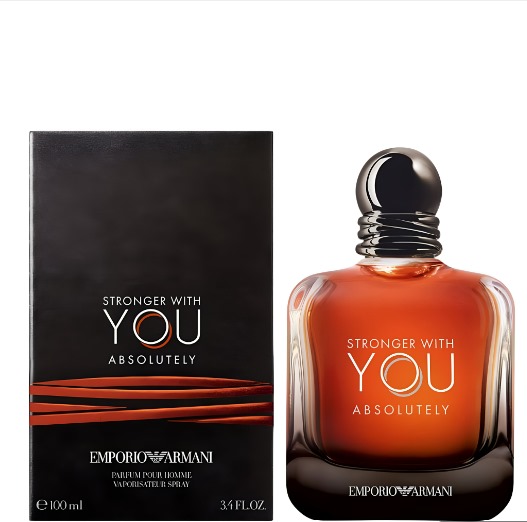 STRONGER WITH
YOU
ABSOLUTELY
EMPORIO ARMANI
PARFUM POUR HOMME
VAPORISATEUR SPRAY
℮100 ml
3.4 FL.OZ.
STRONGER WITH
YOU
ABSOLUTELY
EMPORIO ARMANI